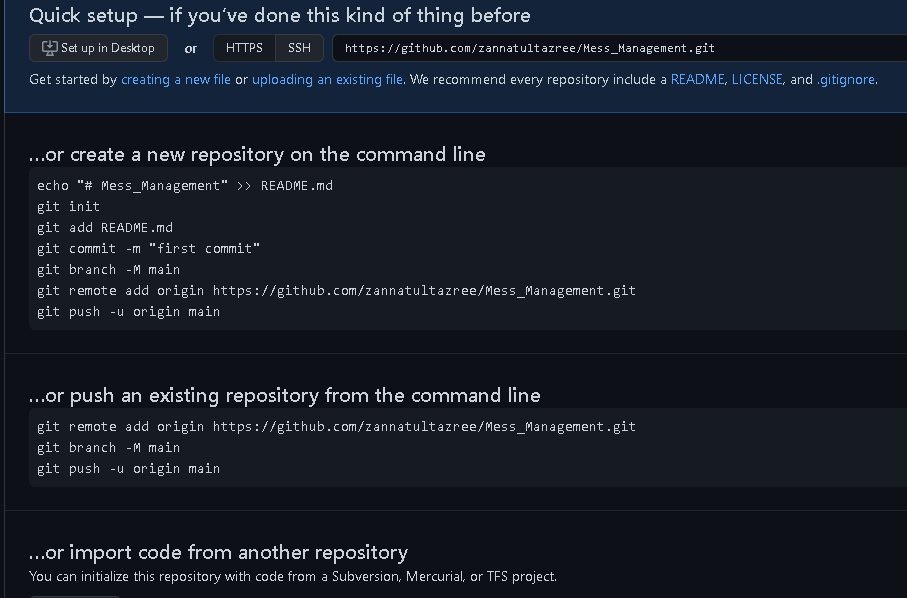 Quick setup — if you've done this kind of thing before
Set up in Desktop or HTTPS SSH https://github.com/zannatultazree/Mess_Management.git
Get started by creating a new file or uploading an existing file. We recommend every repository include a README, LICENSE, and .gitignore.
...or create a new repository on the command line
echo "# Mess_Management" >> README.md
git init
git add README.md
git commit -m "first commit"
git branch -M main
git remote add origin https://github.com/zannatultazree/Mess_Management.git
git push -u origin main
...or push an existing repository from the command line
git remote add origin https://github.com/zannatultazree/Mess_Management.git
git branch -M main
git push -u origin main
...or import code from another repository
You can initialize this repository with code from a Subversion, Mercurial, or TFS project.